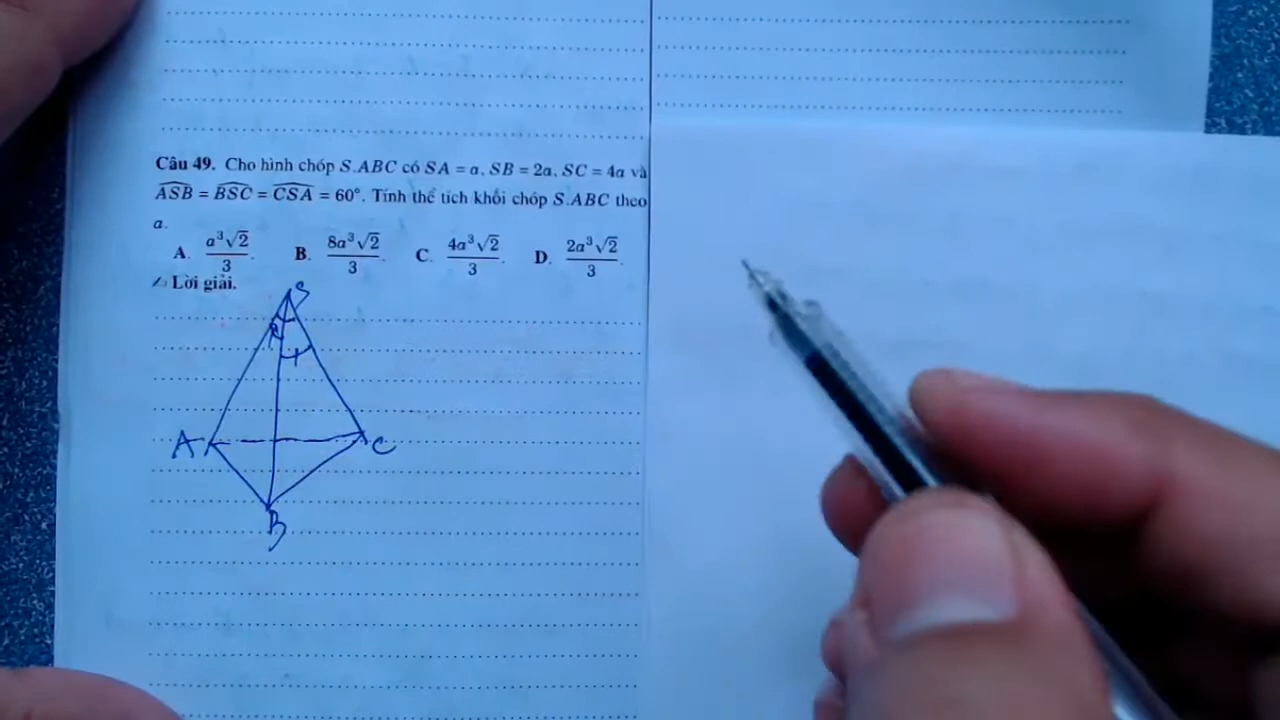 Câu 49. Cho hình chóp S.ABC có SA = a, SB = 2a, SC = 4a và
ASB = BSC = CSA = 60°. Tính thể tích khối chóp S.ABC theo
a.
A. a³√2/3. B. 8a³√2/3. C. 4a³√2/3. D. 2a³√2/3.
Lời giải.
S
A
C
B